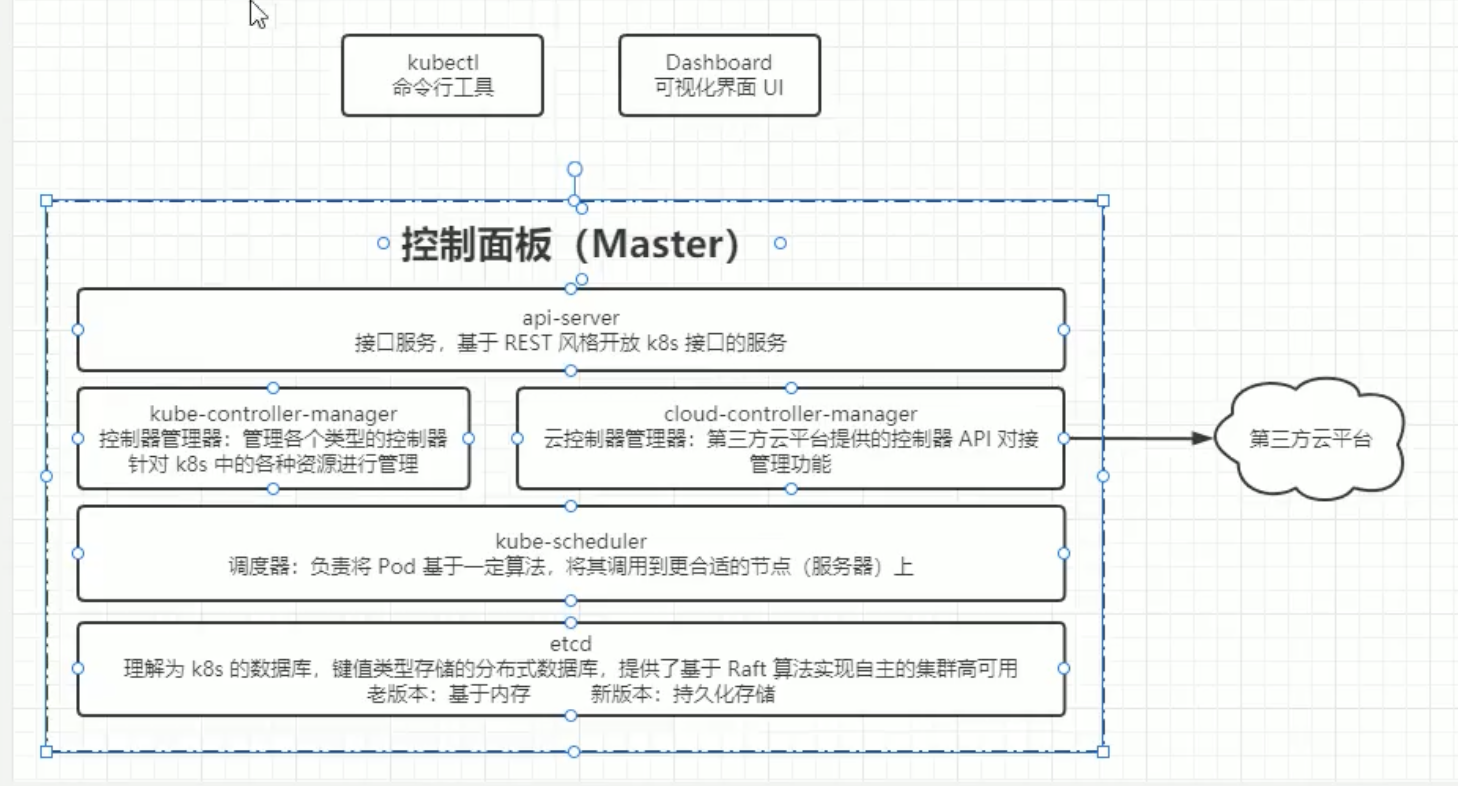 kubectl
命令行工具
Dashboard
可视化界面 UI
控制面板（Master）
api-server
接口服务，基于 REST 风格开放 k8s 接口的服务
kube-controller-manager
控制器管理器：管理各个类型的控制器
针对 k8s 中的各种资源进行管理
cloud-controller-manager
云控制器管理器：第三方云平台提供的控制器 API 对接
管理功能
第三方云平台
kube-scheduler
调度器：负责将 Pod 基于一定算法，将其调用到更合适的节点（服务器）上
etcd
理解为 k8s 的数据库，键值类型存储的分布式数据库，提供了基于 Raft 算法实现自主的集群高可用
老版本：基于内存 新版本：持久化存储